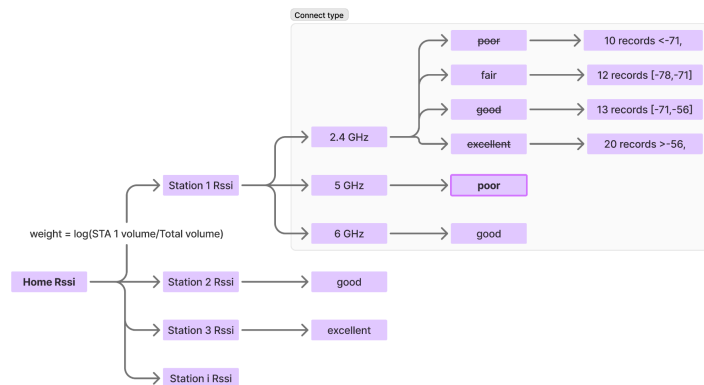 Connect type
poor
10 records <-71,
fair
12 records [-78,-71]
good
13 records [-71,-56]
2.4 GHz
excellent
20 records >-56,
Station 1 Rssi
5 GHz
poor
weight = log(STA 1 volume/Total volume)
6 GHz
good
Home Rssi
Station 2 Rssi
good
Station 3 Rssi
excellent
Station i Rssi